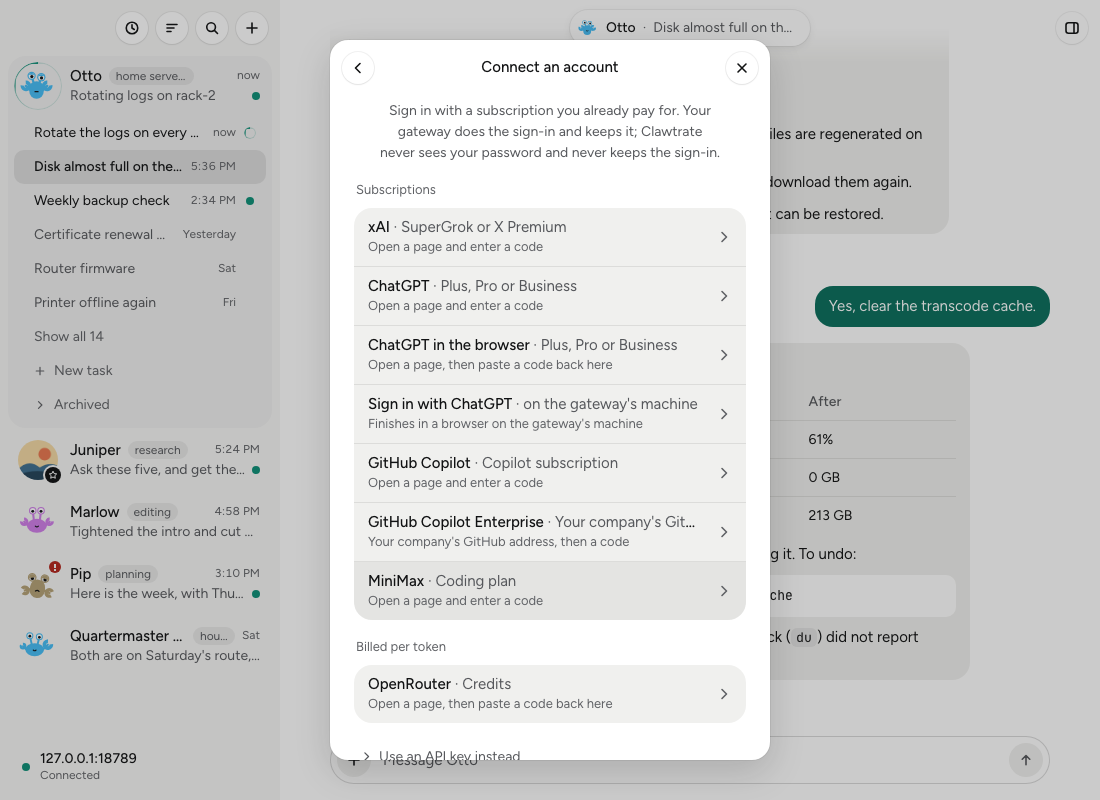 Otto · Disk almost full on th...
Otto home serve... now
Rotating logs on rack-2
Rotate the logs on every ... now
Disk almost full on the... 5:36 PM
Weekly backup check 2:34 PM
Certificate renewal ... Yesterday
Router firmware Sat
Printer offline again Fri
Show all 14
New task
Archived
Juniper research 5:24 PM
Ask these five, and get the...
Marlow editing 4:58 PM
Tightened the intro and cut ...
Pip planning 3:10 PM
Here is the week, with Thu...
Quartermaster ... hou... Sat
Both are on Saturday's route,...
127.0.0.1:18789
Connected
Connect an account
Sign in with a subscription you already pay for. Your
gateway does the sign-in and keeps it; Clawtrate
never sees your password and never keeps the sign-in.
Subscriptions
xAI · SuperGrok or X Premium
Open a page and enter a code
ChatGPT · Plus, Pro or Business
Open a page and enter a code
ChatGPT in the browser · Plus, Pro or Business
Open a page, then paste a code back here
Sign in with ChatGPT · on the gateway's machine
Finishes in a browser on the gateway's machine
GitHub Copilot · Copilot subscription
Open a page and enter a code
GitHub Copilot Enterprise · Your company's Git...
Your company's GitHub address, then a code
MiniMax · Coding plan
Open a page and enter a code
Billed per token
OpenRouter · Credits
Open a page, then paste a code back here
Use an API key instead
are regenerated on
download them again.
can be restored.
Yes, clear the transcode cache.
After
61%
0 GB
213 GB
it. To undo:
( du ) did not report
Message Otto